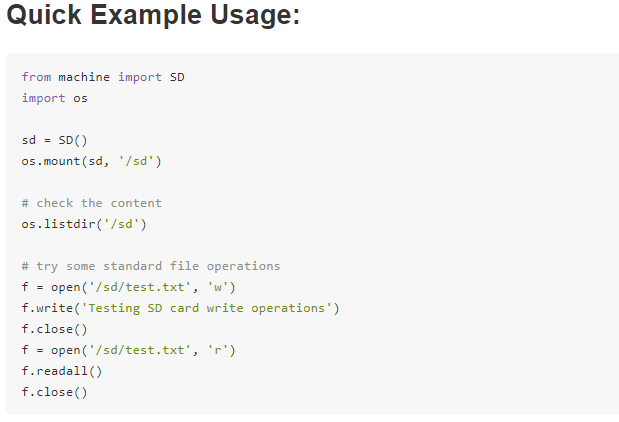 Quick Example Usage:
from machine import SD
import os
sd = SD()
os.mount(sd, '/sd')
# check the content
os.listdir('/sd')
# try some standard file operations
f = open('/sd/test.txt', 'w')
f.write('Testing SD card write operations')
f.close()
f = open('/sd/test.txt', 'r')
f.readall()
f.close()